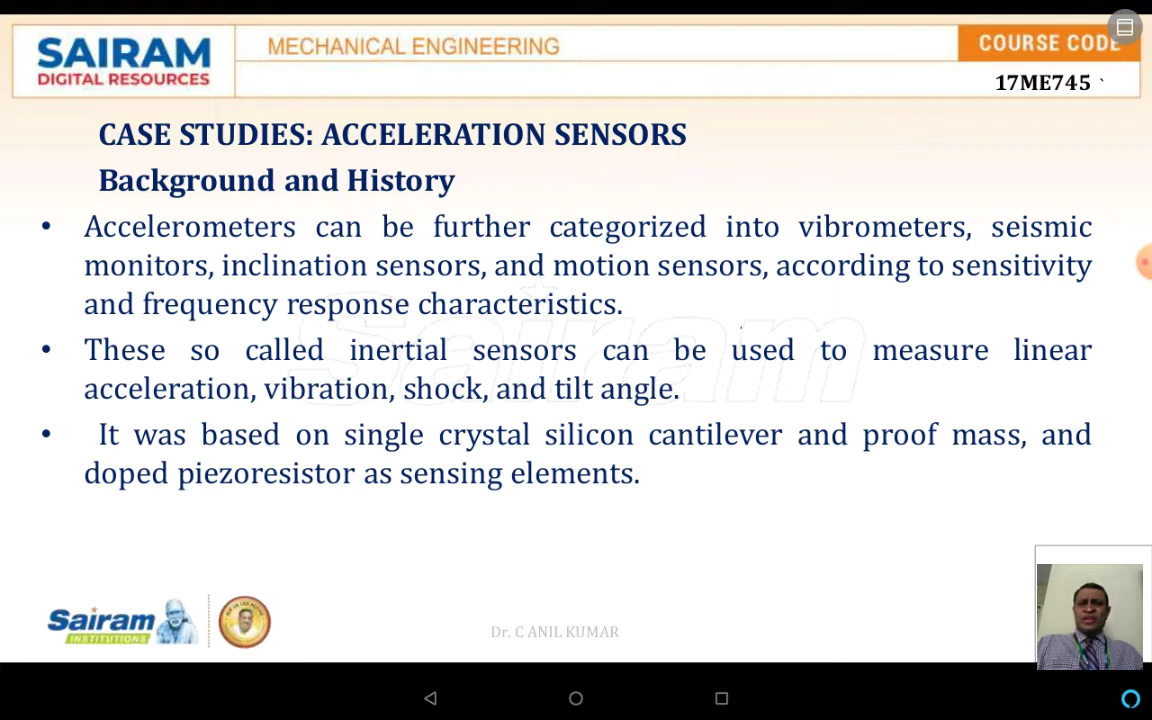 SAIRAM
DIGITAL RESOURCES
MECHANICAL ENGINEERING
COURSE CODE
17ME745 `
CASE STUDIES: ACCELERATION SENSORS
Background and History
• Accelerometers can be further categorized into vibrometers, seismic
monitors, inclination sensors, and motion sensors, according to sensitivity
and frequency response characteristics.
• These so called inertial sensors can be used to measure linear
acceleration, vibration, shock, and tilt angle.
• It was based on single crystal silicon cantilever and proof mass, and
doped piezoresistor as sensing elements.
Sairam
Sairam
INSTITUTIONS
Dr. C ANIL KUMAR